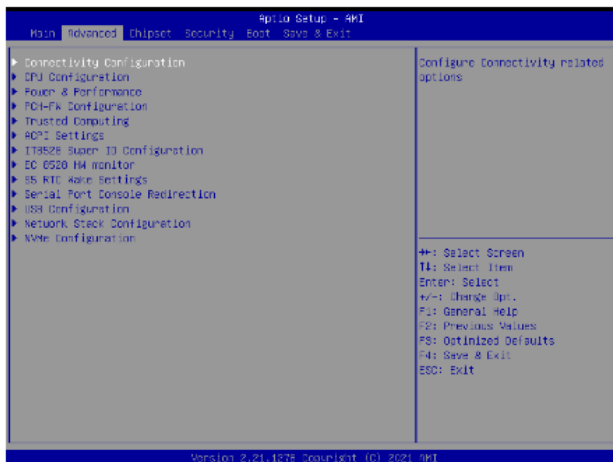 Aptio Setup - AMI
Main Advanced Chipset Security Boot Save & Exit
Connectivity Configuration
CPU Configuration
Power & Performance
PCH-FW Configuration
Trusted Computing
ACPI Settings
IT8528 Super IO Configuration
EC 8528 HW monitor
S5 RTC Wake Settings
Serial Port Console Redirection
USB Configuration
Network Stack Configuration
NVMe Configuration
Configure Connectivity related
options
→←: Select Screen
↑↓: Select Item
Enter: Select
+/-: Change Opt.
F1: General Help
F2: Previous Values
F3: Optimized Defaults
F4: Save & Exit
ESC: Exit
Version 2.21.1278 Copyright (C) 2021 AMI